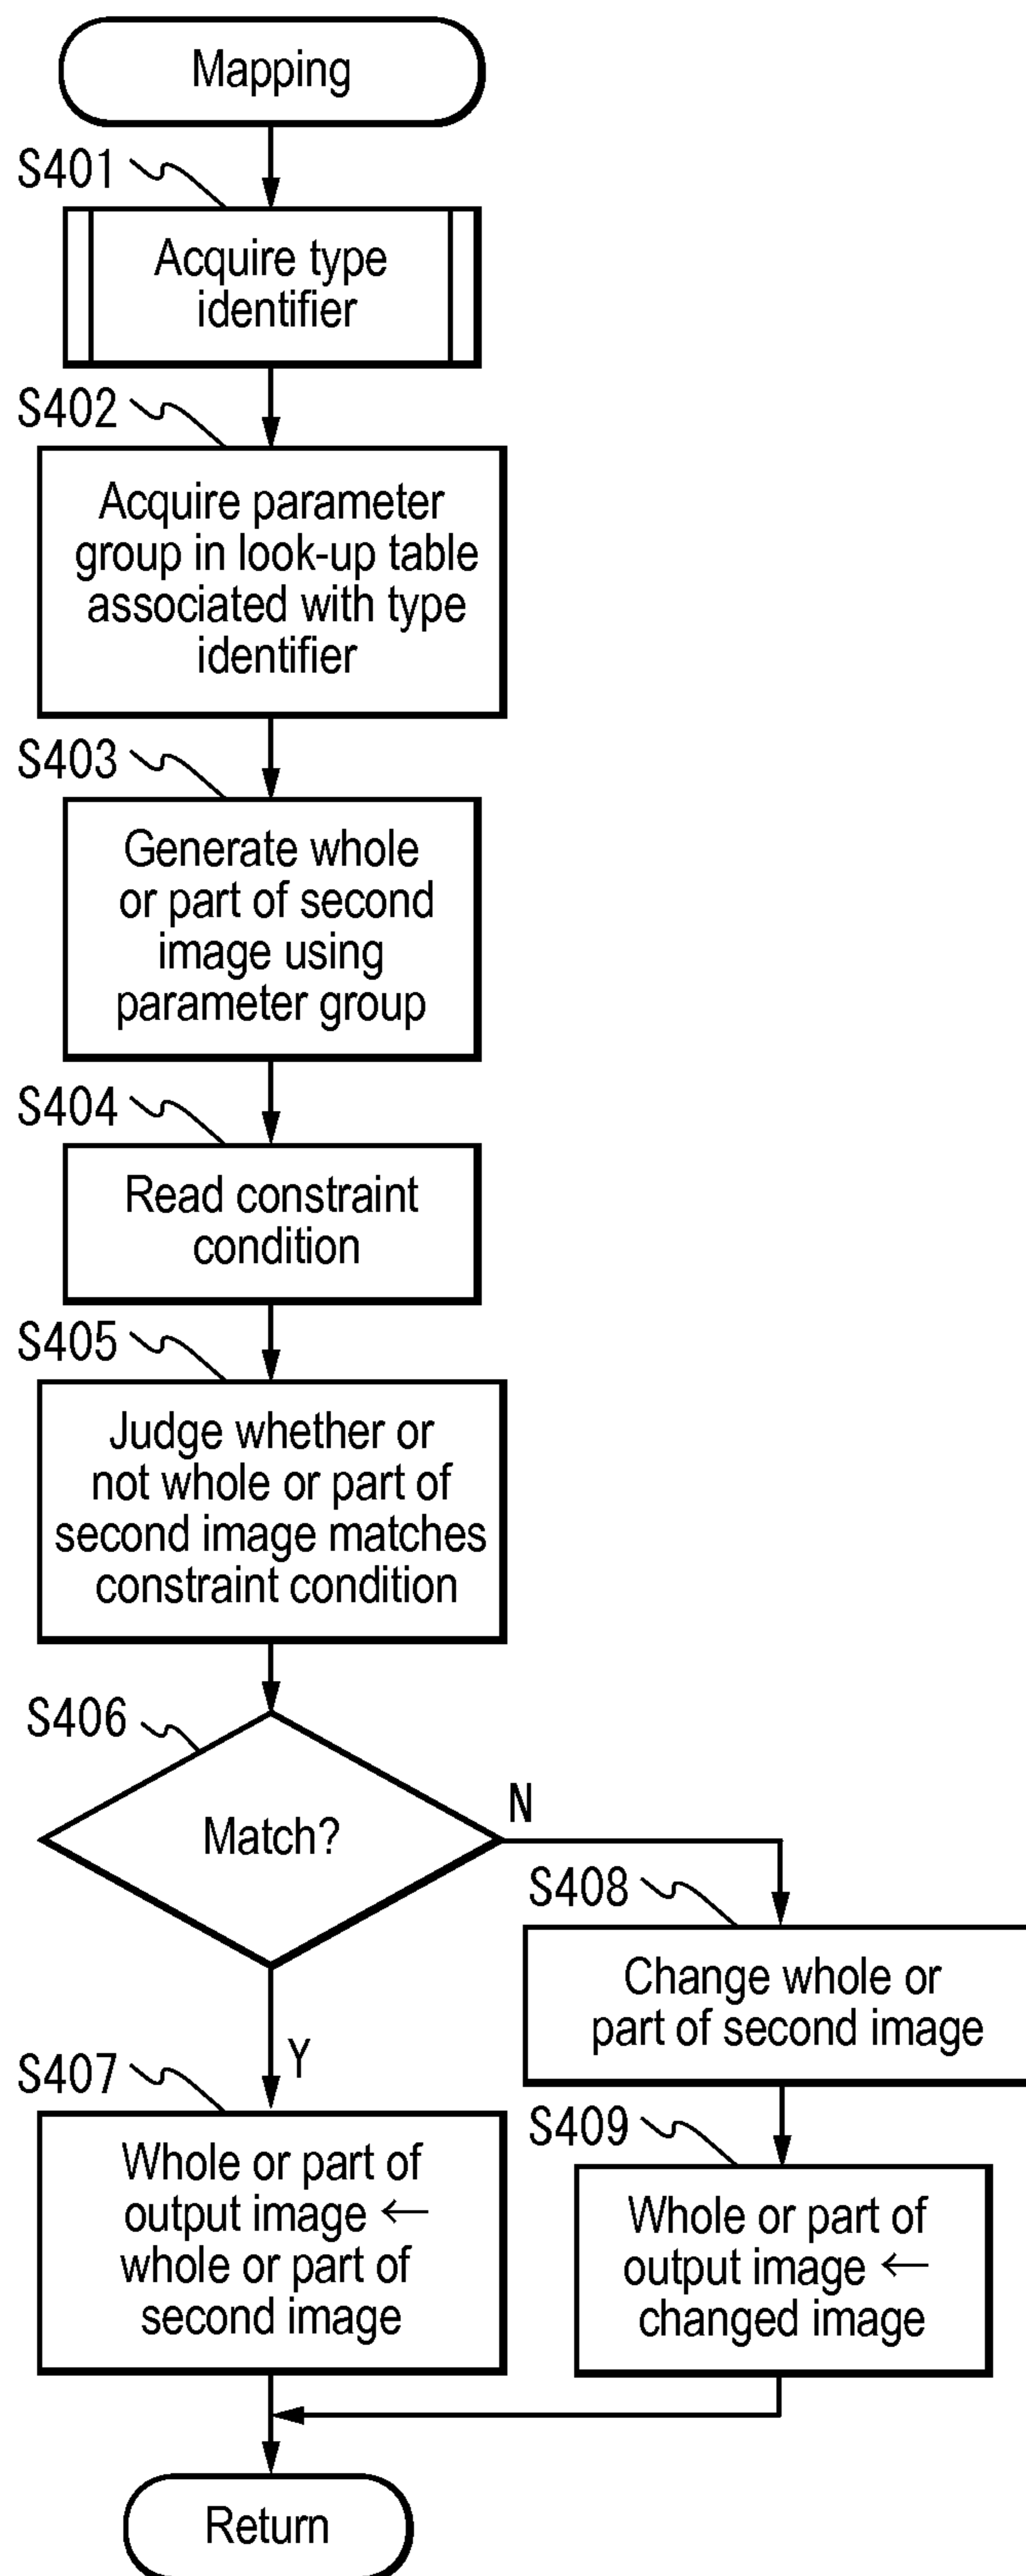 Mapping
S401
Acquire type
identifier
S402
Acquire parameter
group in look-up table
associated with type
identifier
S403
Generate whole
or part of second
image using
parameter group
S404
Read constraint
condition
S405
Judge whether or
not whole or part of
second image matches
constraint condition
S406
Match?
N
Y
S408
Change whole or
part of second image
S407
Whole or part of
output image ←
whole or part of
second image
S409
Whole or part of
output image ←
changed image
Return